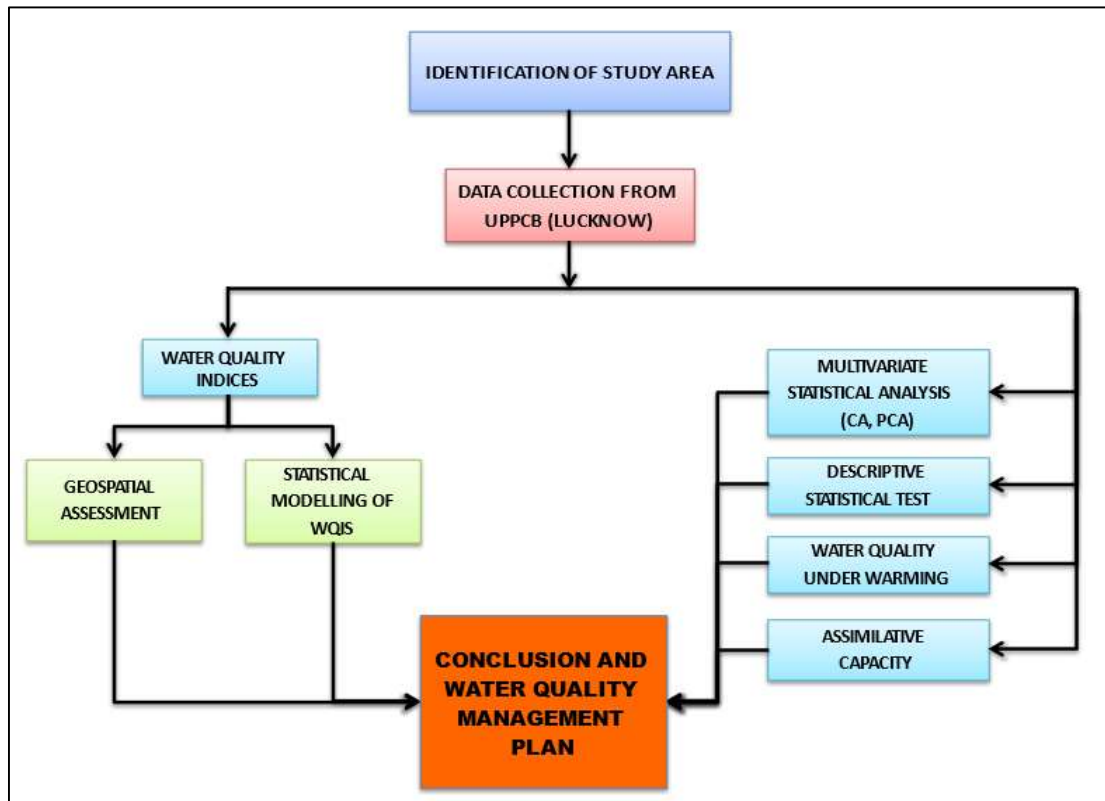 IDENTIFICATION OF STUDY AREA
DATA COLLECTION FROM
UPPCB (LUCKNOW)
WATER QUALITY
INDICES
GEOSPATIAL
ASSESSMENT
STATISTICAL
MODELLING OF
WQIS
MULTIVARIATE
STATISTICAL ANALYSIS
(CA, PCA)
DESCRIPTIVE
STATISTICAL TEST
WATER QUALITY
UNDER WARMING
ASSIMILATIVE
CAPACITY
CONCLUSION AND
WATER QUALITY
MANAGEMENT
PLAN